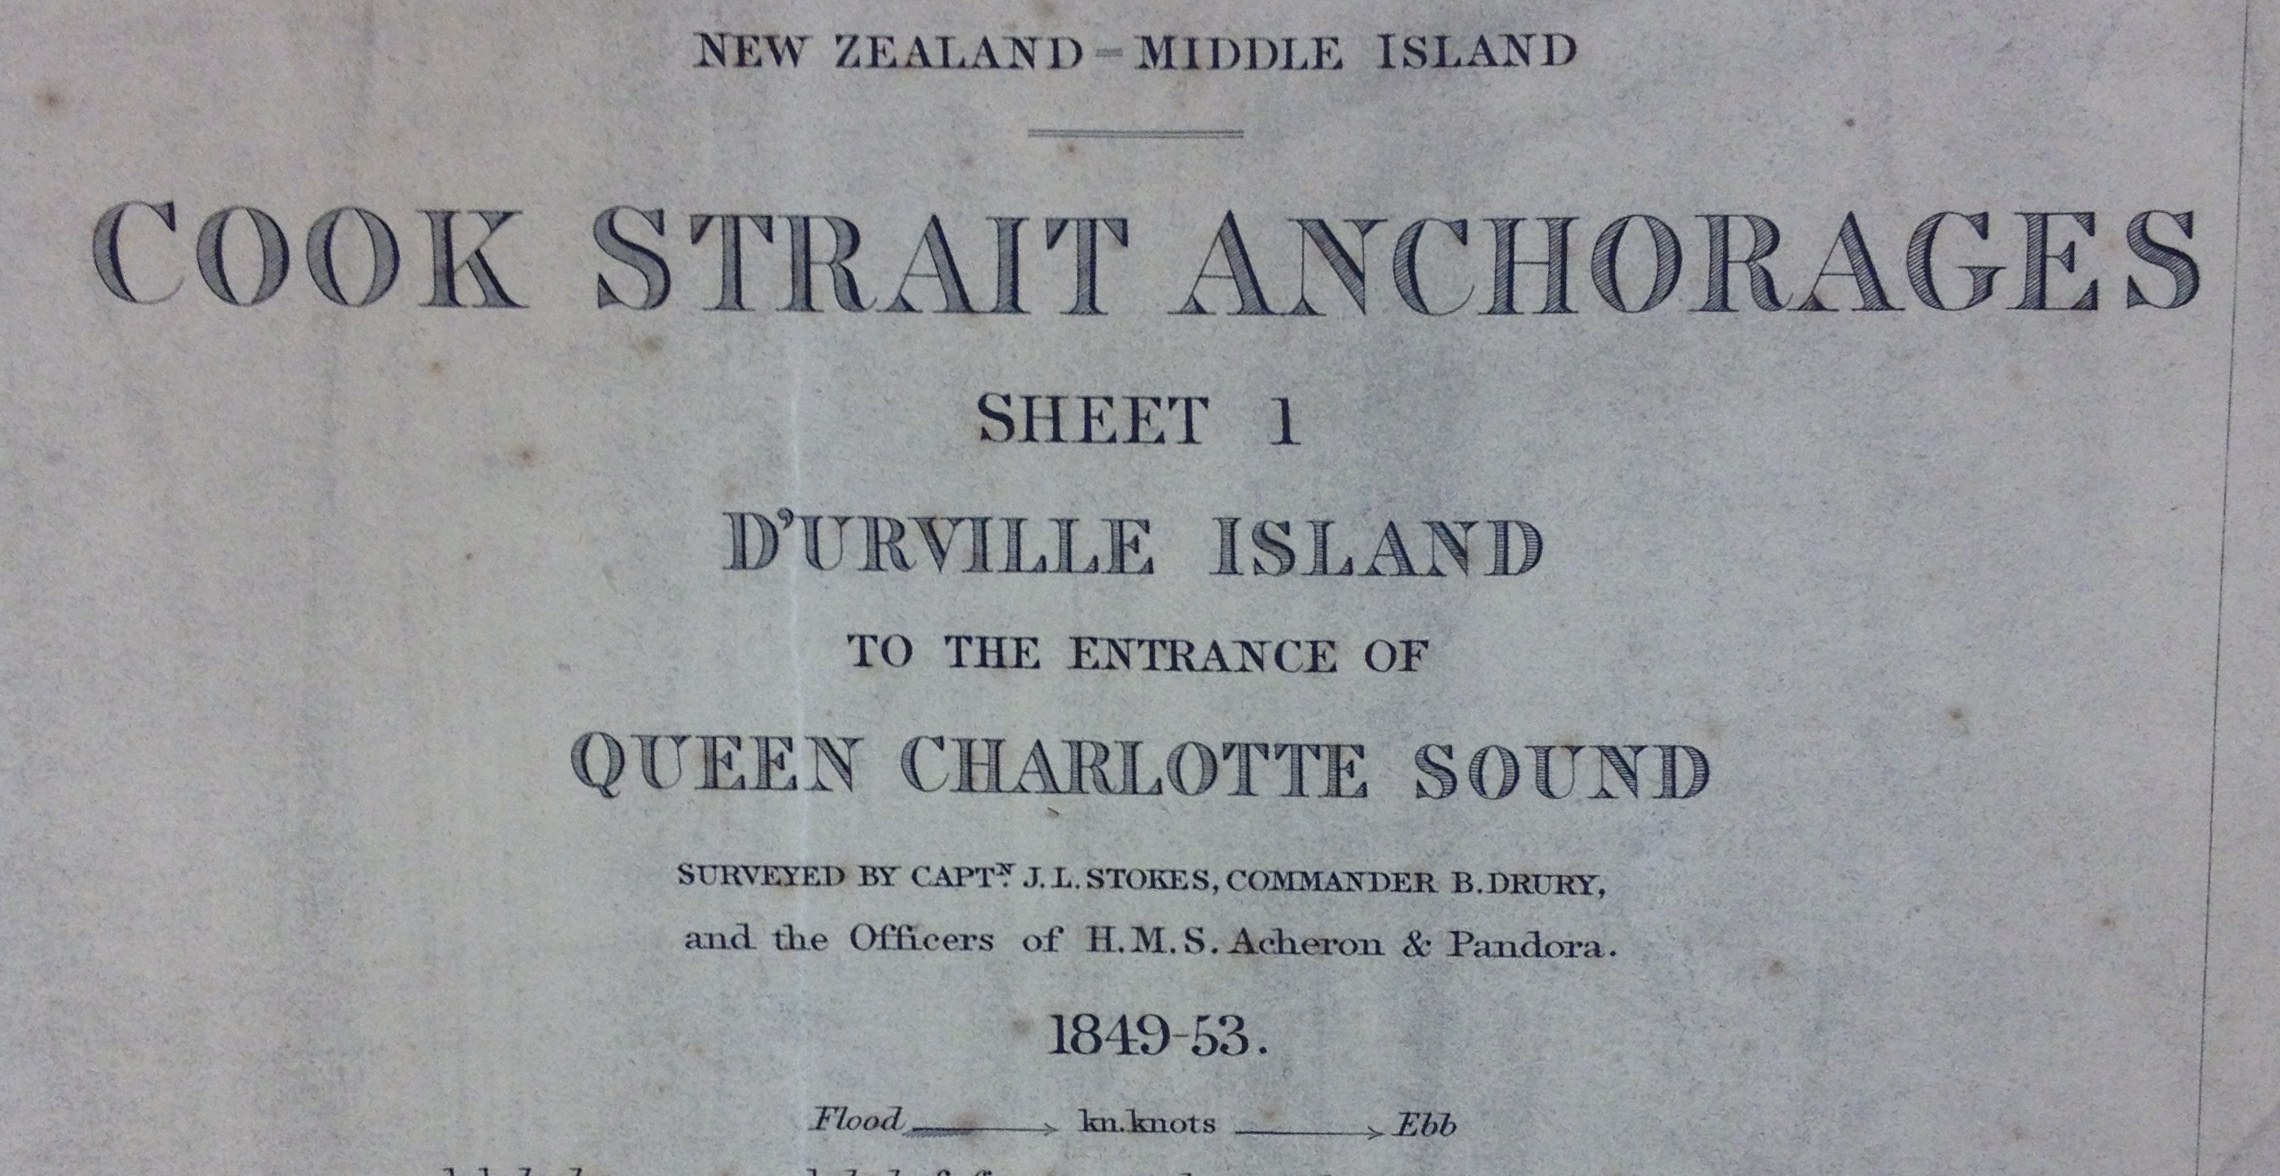 NEW ZEALAND - MIDDLE ISLAND
COOK STRAIT ANCHORAGES
SHEET 1
D'URVILLE ISLAND
TO THE ENTRANCE OF
QUEEN CHARLOTTE SOUND
SURVEYED BY CAPTN. J.L. STOKES, COMMANDER B. DRURY,
and the Officers of H.M.S. Acheron & Pandora.
1849-53.
Flood kn. knots Ebb